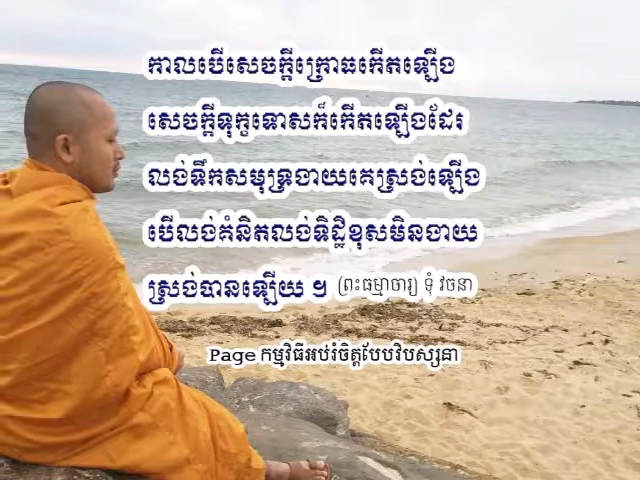 កាលបើសេចក្ដីក្រោធកើតឡើង
សេចក្ដីទុក្ខទោសក៏កើតឡើងដែរ
លង់ទឹកសមុទ្រងាយគេស្រង់ឡើង
បើលង់គំនិតលង់ទិដ្ឋិខុសមិនងាយ
ស្រង់បានឡើយ ។ (ព្រះធម្មាចារ្យ) ទុំ វចនា
Page កម្មវិធីអប់រំចិត្តបែបវិបស្សនា